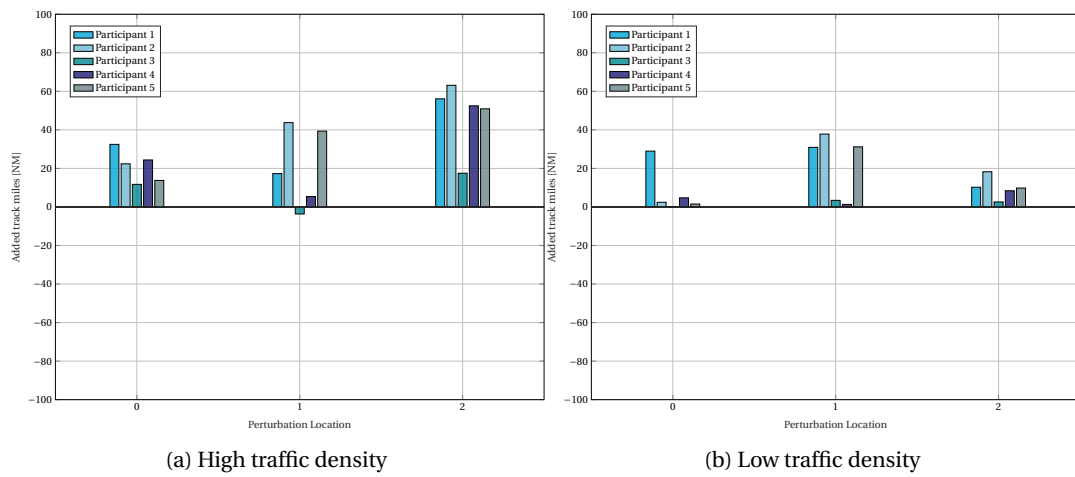 100
80
60
40
20
0
−20
−40
−60
−80
−100
Added track miles [NM]
Participant 1
Participant 2
Participant 3
Participant 4
Participant 5
0 1 2
Perturbation Location
(a) High traffic density
100
80
60
40
20
0
−20
−40
−60
−80
−100
Added track miles [NM]
Participant 1
Participant 2
Participant 3
Participant 4
Participant 5
0 1 2
Perturbation Location
(b) Low traffic density